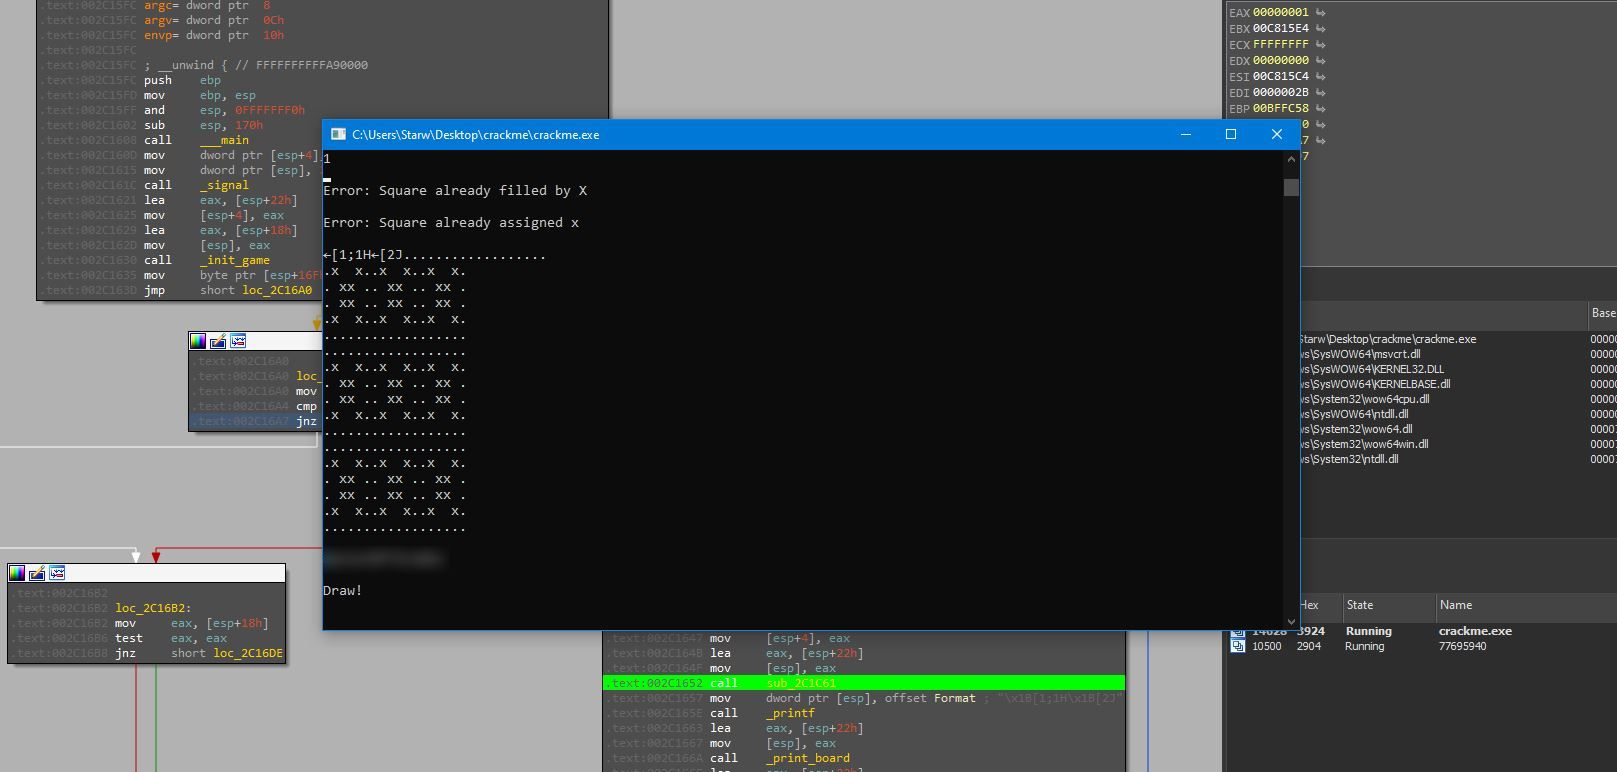 .text:002C15FC argc= dword ptr  8
.text:002C15FC argv= dword ptr  0Ch
.text:002C15FC envp= dword ptr  10h
.text:002C15FC
.text:002C15FC ; __unwind { // FFFFFFFFFFA90000
.text:002C15FC push    ebp
.text:002C15FD mov     ebp, esp
.text:002C15FF and     esp, 0FFFFFFF0h
.text:002C1602 sub     esp, 170h
.text:002C1608 call    ___main
.text:002C160D mov     dword ptr [esp+4],
.text:002C1615 mov     dword ptr [esp],
.text:002C161C call    _signal
.text:002C1621 lea     eax, [esp+22h]
.text:002C1625 mov     [esp+4], eax
.text:002C1629 lea     eax, [esp+18h]
.text:002C162D mov     [esp], eax
.text:002C1630 call    _init_game
.text:002C1635 mov     byte ptr [esp+16F
.text:002C163D jmp     short loc_2C16A0
.text:002C16A0
.text:002C16A0 loc_
.text:002C16A0 mov
.text:002C16A4 cmp
.text:002C16A7 jnz
.text:002C16B2
.text:002C16B2 loc_2C16B2:
.text:002C16B2 mov     eax, [esp+18h]
.text:002C16B6 test    eax, eax
.text:002C16B8 jnz     short loc_2C16DE
C:\Users\Starw\Desktop\crackme\crackme.exe
1
Error: Square already filled by X
Error: Square already assigned x
←[1;1H←[2J..................
.x  x..x  x..x  x.
. xx .. xx .. xx .
. xx .. xx .. xx .
.x  x..x  x..x  x.
..................
..................
.x  x..x  x..x  x.
. xx .. xx .. xx .
. xx .. xx .. xx .
.x  x..x  x..x  x.
..................
..................
.x  x..x  x..x  x.
. xx .. xx .. xx .
. xx .. xx .. xx .
.x  x..x  x..x  x.
..................
Draw!
.text:002C1647 mov     [esp+4], eax
.text:002C164B lea     eax, [esp+22h]
.text:002C164F mov     [esp], eax
.text:002C1652 call    sub_2C1C61
.text:002C1657 mov     dword ptr [esp], offset Format ; "\x1B[1;1H\x1B[2J"
.text:002C165E call    _printf
.text:002C1663 lea     eax, [esp+22h]
.text:002C1667 mov     [esp], eax
.text:002C166A call    _print_board
EAX 00000001
EBX 00C815E4
ECX FFFFFFFF
EDX 00000000
ESI 00C815C4
EDI 0000002B
EBP 00BFFC58
0
7
7
Base
Starw\Desktop\crackme\crackme.exe 0000
ws\SysWOW64\msvcrt.dll 0000
ws\SysWOW64\KERNEL32.DLL 0000
ws\SysWOW64\KERNELBASE.dll 0000
ws\System32\wow64cpu.dll 0000
ws\SysWOW64\ntdll.dll 0000
ws\System32\wow64.dll
ws\System32\wow64win.dll
ws\System32\ntdll.dll
Hex State Name
14628 3924 Running crackme.exe
10500 2904 Running 77695940